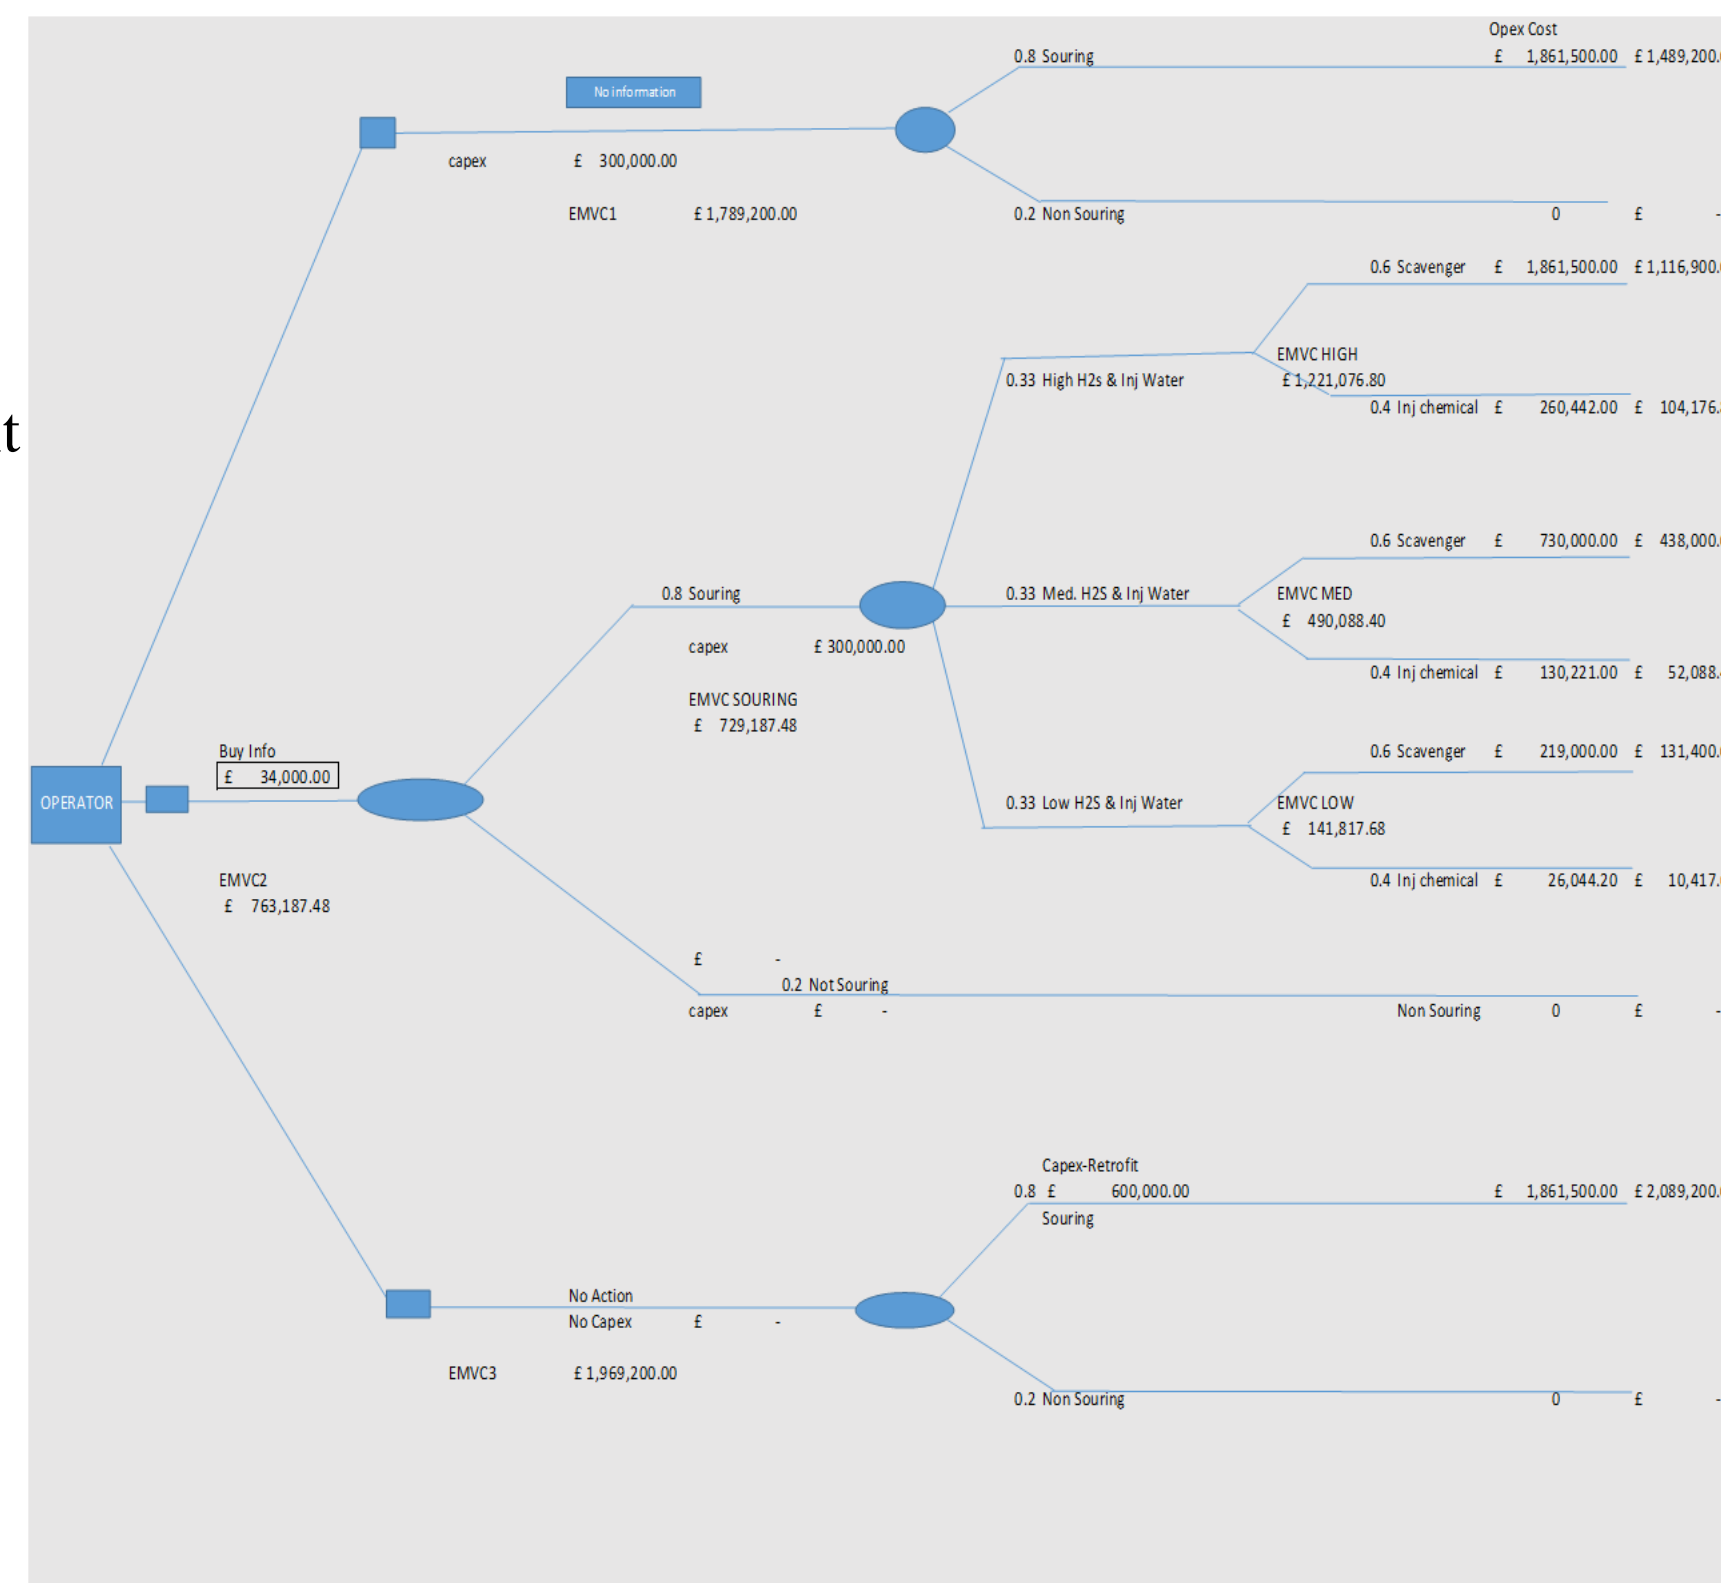 Opex Cost
0.8 Souring £ 1,861,500.00 £ 1,489,200.
No information
capex £ 300,000.00
EMVC1 £ 1,789,200.00 0.2 Non Souring 0 £ -
0.6 Scavenger £ 1,861,500.00 £ 1,116,900.
EMVC HIGH
0.33 High H2s & Inj Water £ 1,221,076.80
0.4 Inj chemical £ 260,442.00 £ 104,176.
t
0.6 Scavenger £ 730,000.00 £ 438,000.
0.8 Souring 0.33 Med. H2S & Inj Water EMVC MED
£ 490,088.40
capex £ 300,000.00
0.4 Inj chemical £ 130,221.00 £ 52,088.
EMVC SOURING
£ 729,187.48
Buy Info 0.6 Scavenger £ 219,000.00 £ 131,400.
£ 34,000.00
OPERATOR 0.33 Low H2S & Inj Water EMVC LOW
£ 141,817.68
EMVC2 0.4 Inj chemical £ 26,044.20 £ 10,417.
£ 763,187.48
£ -
0.2 Not Souring
capex £ - Non Souring 0 £ -
Capex-Retrofit
0.8 £ 600,000.00 £ 1,861,500.00 £ 2,089,200.
Souring
No Action
No Capex £ -
EMVC3 £ 1,969,200.00
0.2 Non Souring 0 £ -